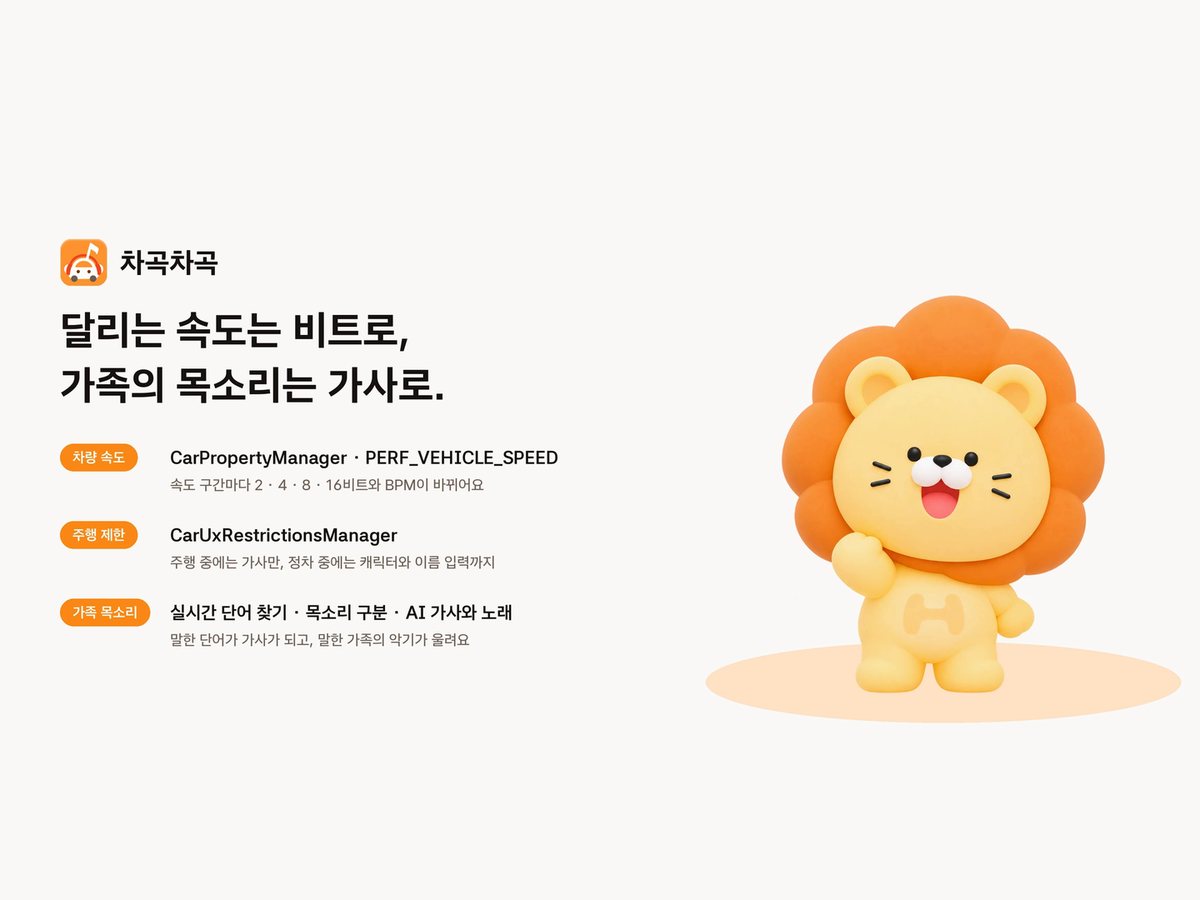 차곡차곡
달리는 속도는 비트로,
가족의 목소리는 가사로.
차량 속도
CarPropertyManager · PERF_VEHICLE_SPEED
속도 구간마다 2 · 4 · 8 · 16비트와 BPM이 바뀌어요
주행 제한
CarUxRestrictionsManager
주행 중에는 가사만, 정차 중에는 캐릭터와 이름 입력까지
가족 목소리
실시간 단어 찾기 · 목소리 구분 · AI 가사와 노래
말한 단어가 가사가 되고, 말한 가족의 악기가 울려요
H